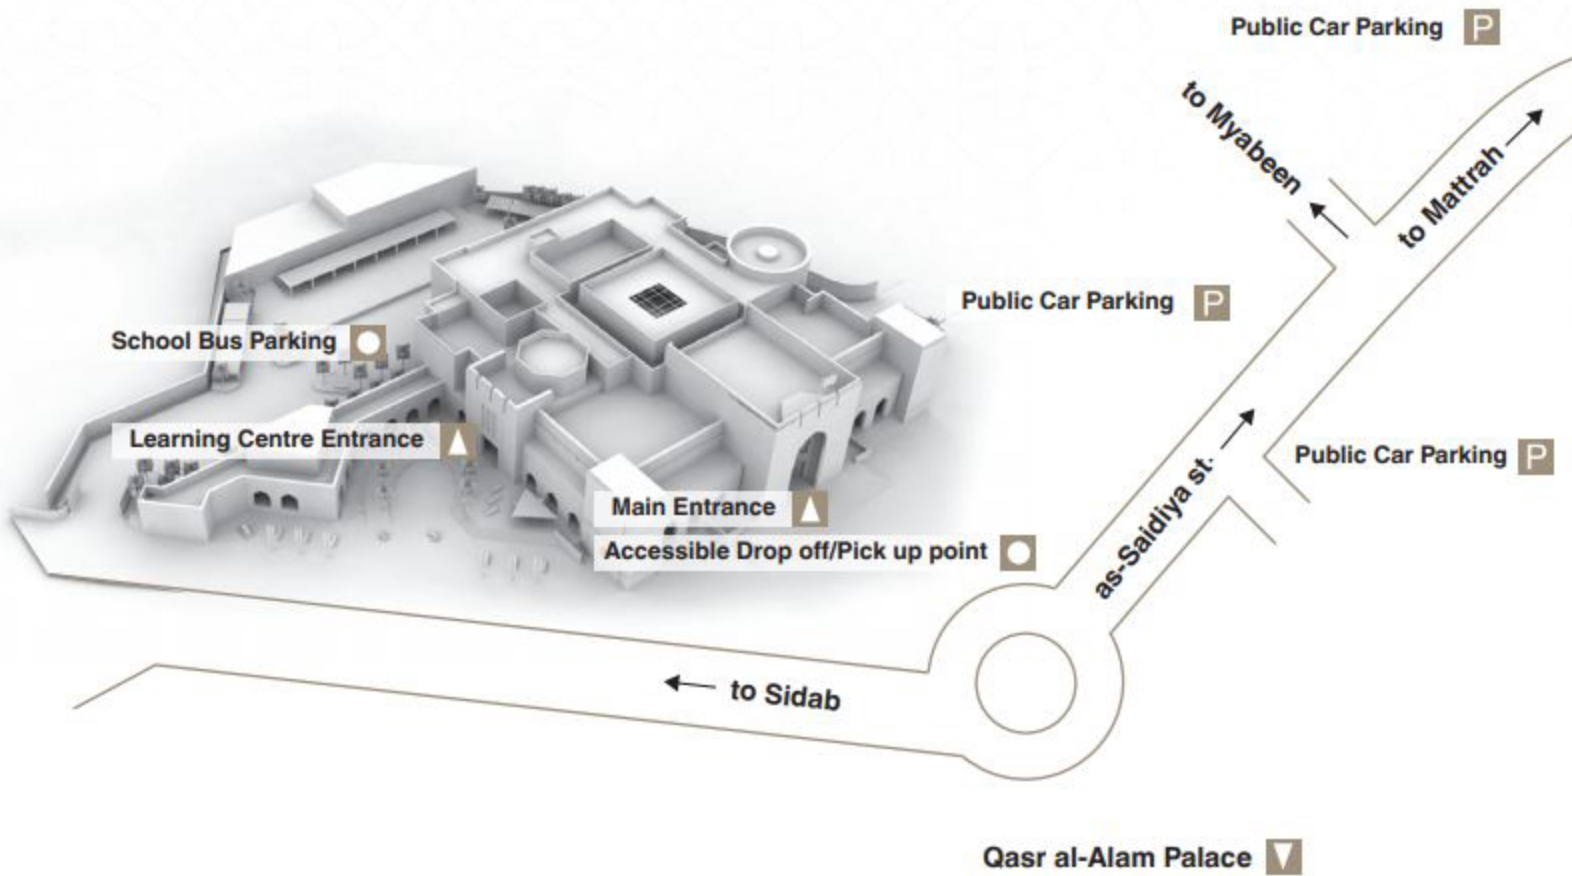 Public Car Parking P
to Myabeen
to Mattrah
Public Car Parking P
School Bus Parking
Learning Centre Entrance
Public Car Parking P
Main Entrance
Accessible Drop off/Pick up point
as-Saidiya st.
to Sidab
Qasr al-Alam Palace